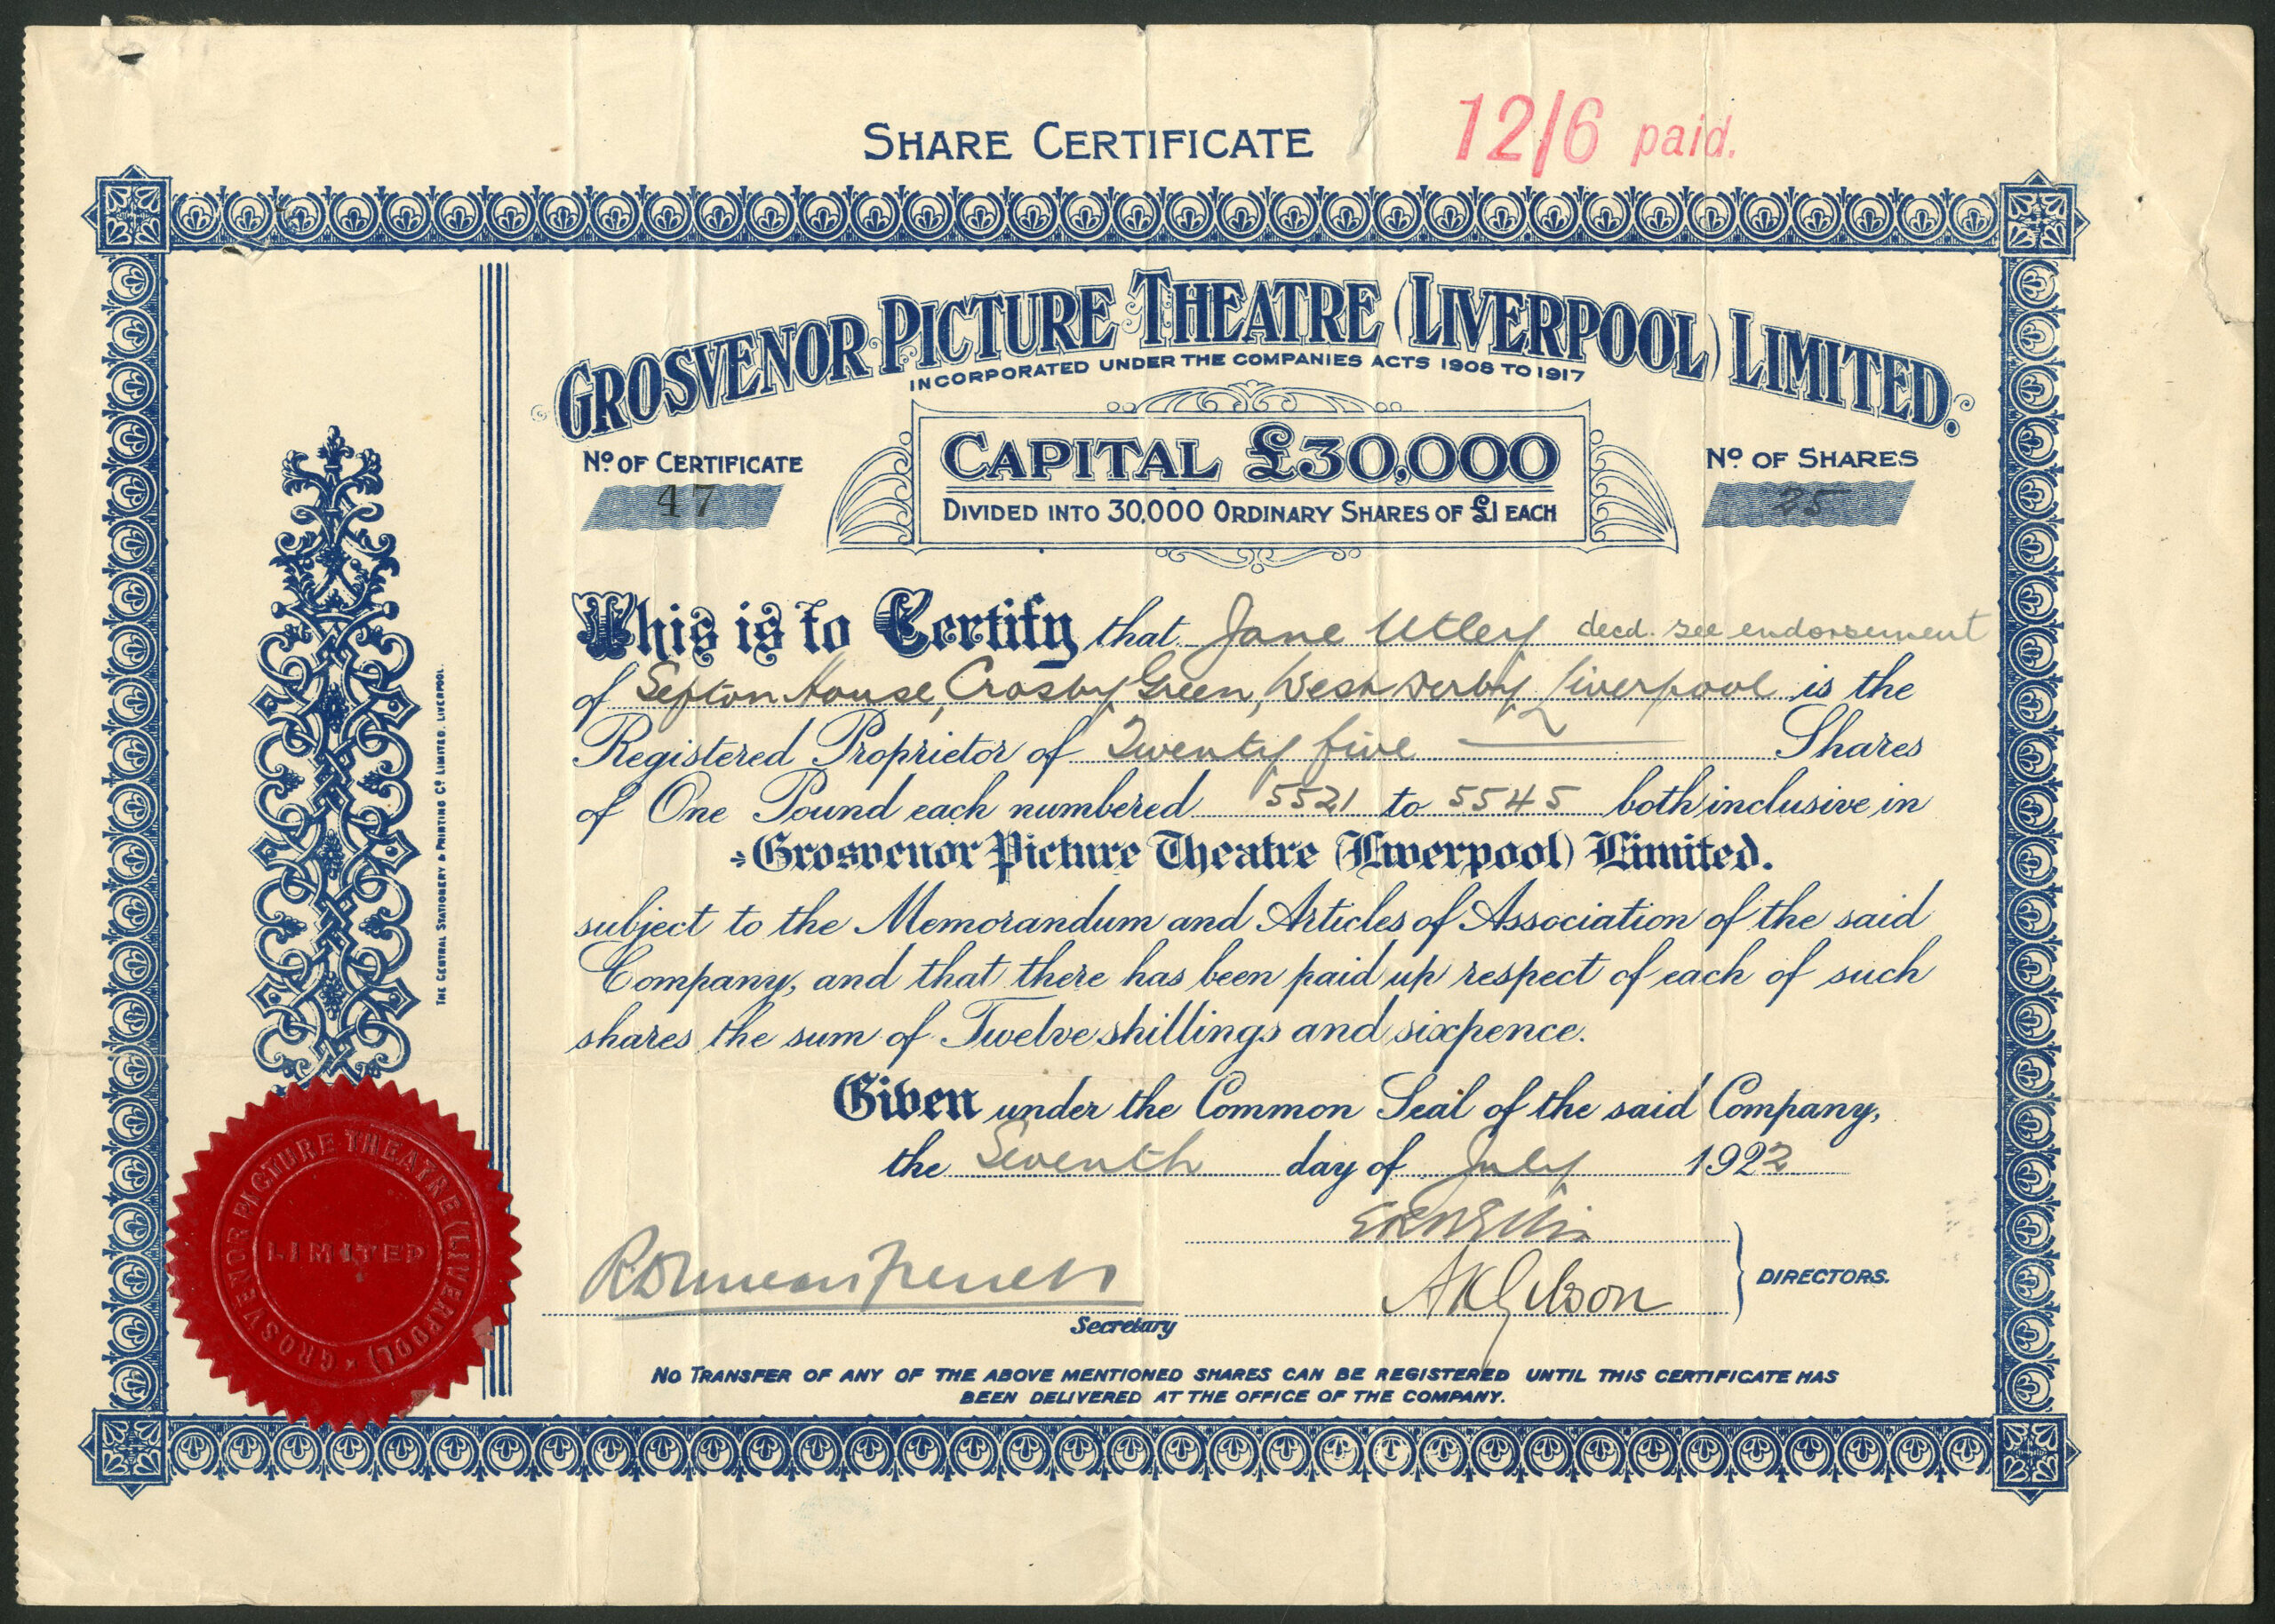 SHARE CERTIFICATE
12/6 paid.
GROSVENOR PICTURE THEATRE (LIVERPOOL) LIMITED.
INCORPORATED UNDER THE COMPANIES ACTS 1908 TO 1917
No OF CERTIFICATE
47
CAPITAL £30,000
DIVIDED INTO 30,000 ORDINARY SHARES OF £1 EACH
No OF SHARES
25
This is to Certify that Jane Utley decd. see endorsement
of Sefton House, Crosby Green, West Derby, Liverpool is the
Registered Proprietor of Twenty five Shares
of One Pound each numbered 5521 to 5545 both inclusive in
Grosvenor Picture Theatre (Liverpool) Limited.
subject to the Memorandum and Articles of Association of the said
Company, and that there has been paid up respect of each of such
shares the sum of Twelve shillings and sixpence.
Given under the Common Seal of the said Company,
the Seventh day of July 1922
A K Gibson
DIRECTORS.
Secretary
NO TRANSFER OF ANY OF THE ABOVE MENTIONED SHARES CAN BE REGISTERED UNTIL THIS CERTIFICATE HAS
BEEN DELIVERED AT THE OFFICE OF THE COMPANY.
THE CENTRAL STATIONERY & PRINTING Co LIMITED. LIVERPOOL.
GROSVENOR PICTURE THEATRE (LIVERPOOL)
LIMITED